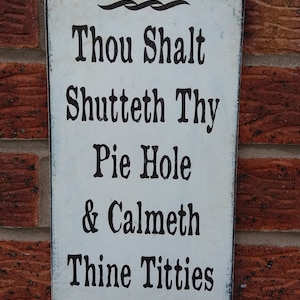 Thou Shalt
Shutteth Thy
Pie Hole
& Calmeth
Thine Titties